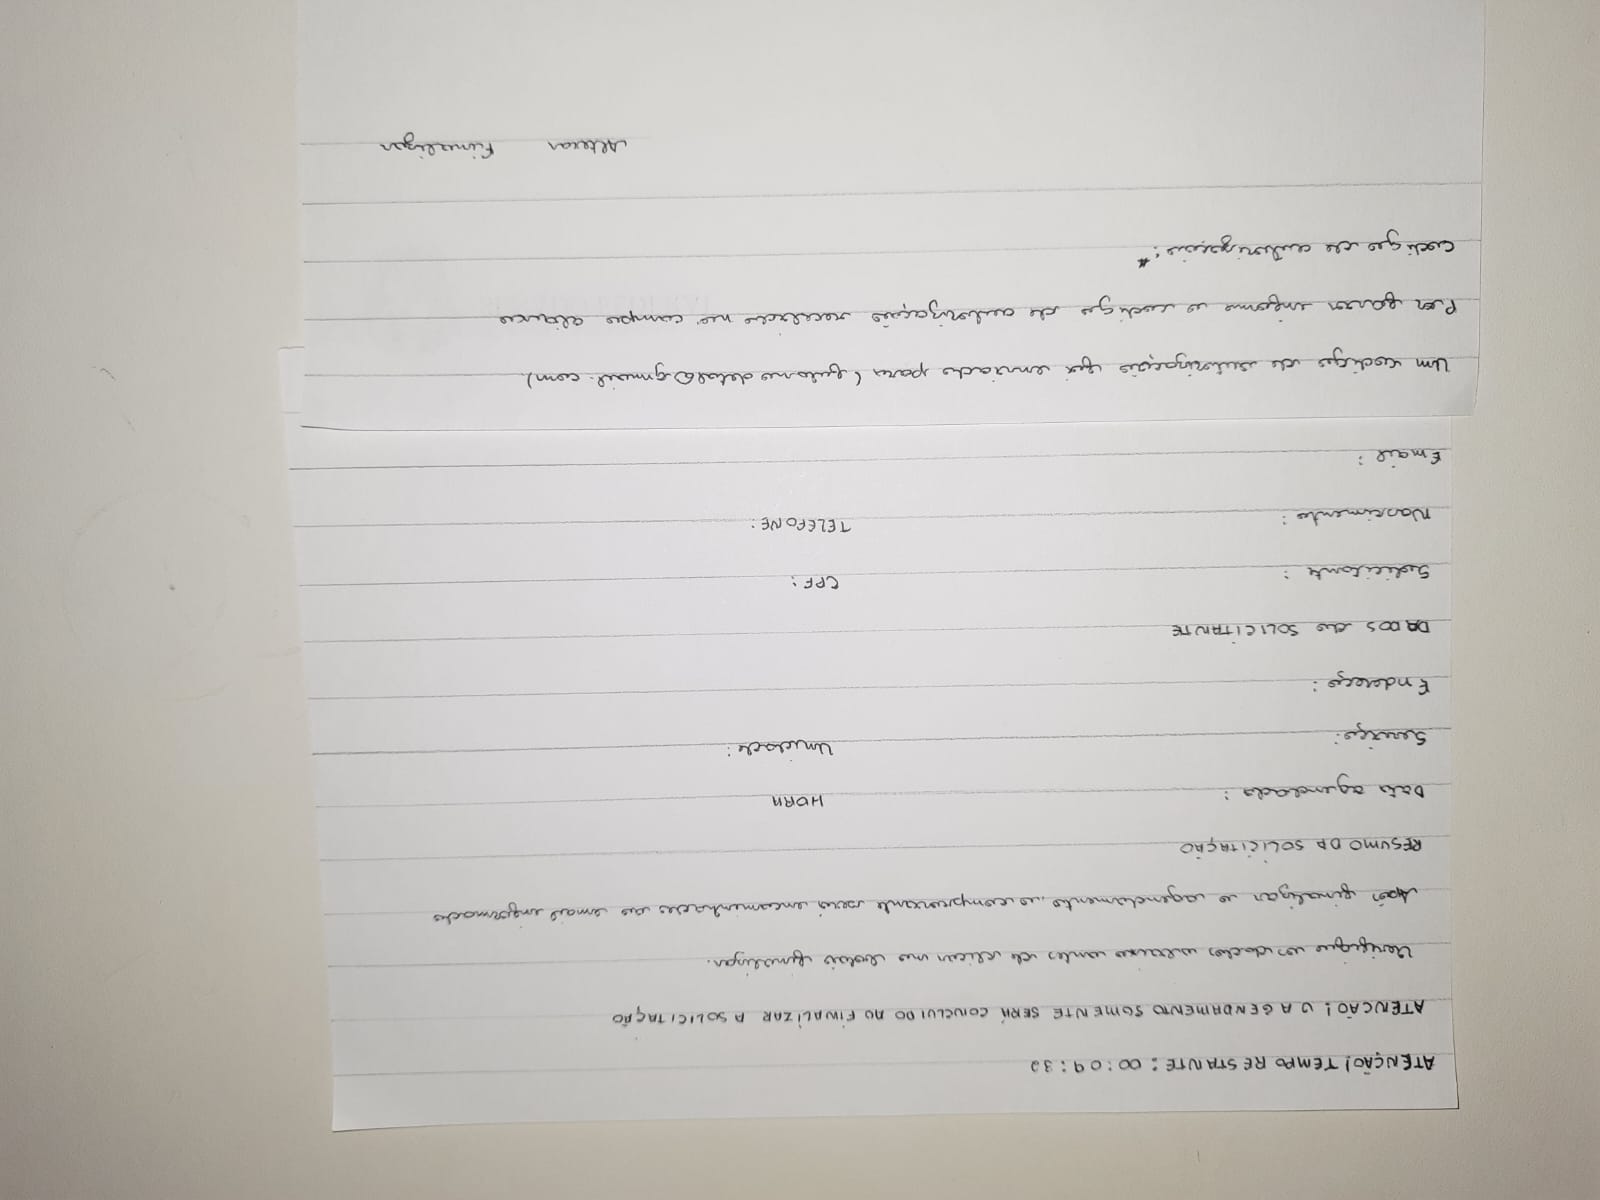 ATENÇÃO! TEMPO RESTANTE: 00:09:32
ATENCÃO! O AGENDAMENTO SOMENTE SERÁ CONCLUIDO AO FINALIZAR A SOLICITAÇÃO
Verifique os dados abaixo antes de clicar no botão finalizar.
Após finalizar o agendamento, o comprovante será encaminhado ao email informado
RESUMO DA SOLICITAÇÃO
Data agendada: HORA
Serviço: Unidade:
Endereço:
DADOS do SOLICITANTE
Solicitante: CPF:
Nascimento: TELEFONE:
Email:
Um codigo de autorização foi enviado para (fulano detal@gmail.com).
Por favor informe o codigo de autorização recebido no campo abaixo
codigo de autorização:*
Alterar Finalizar